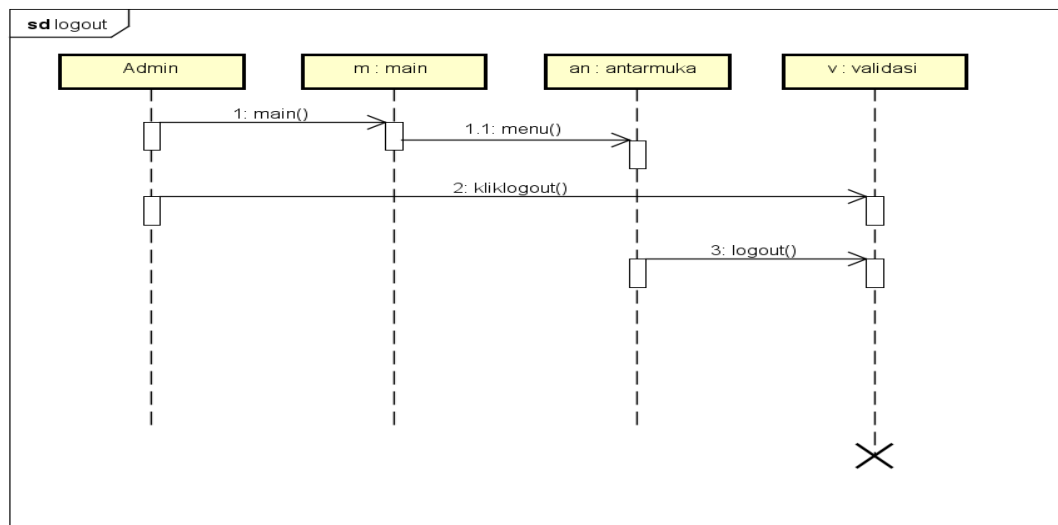 sd logout
Admin
m : main
an : antarmuka
v : validasi
1: main()
1.1: menu()
2: kliklogout()
3: logout()